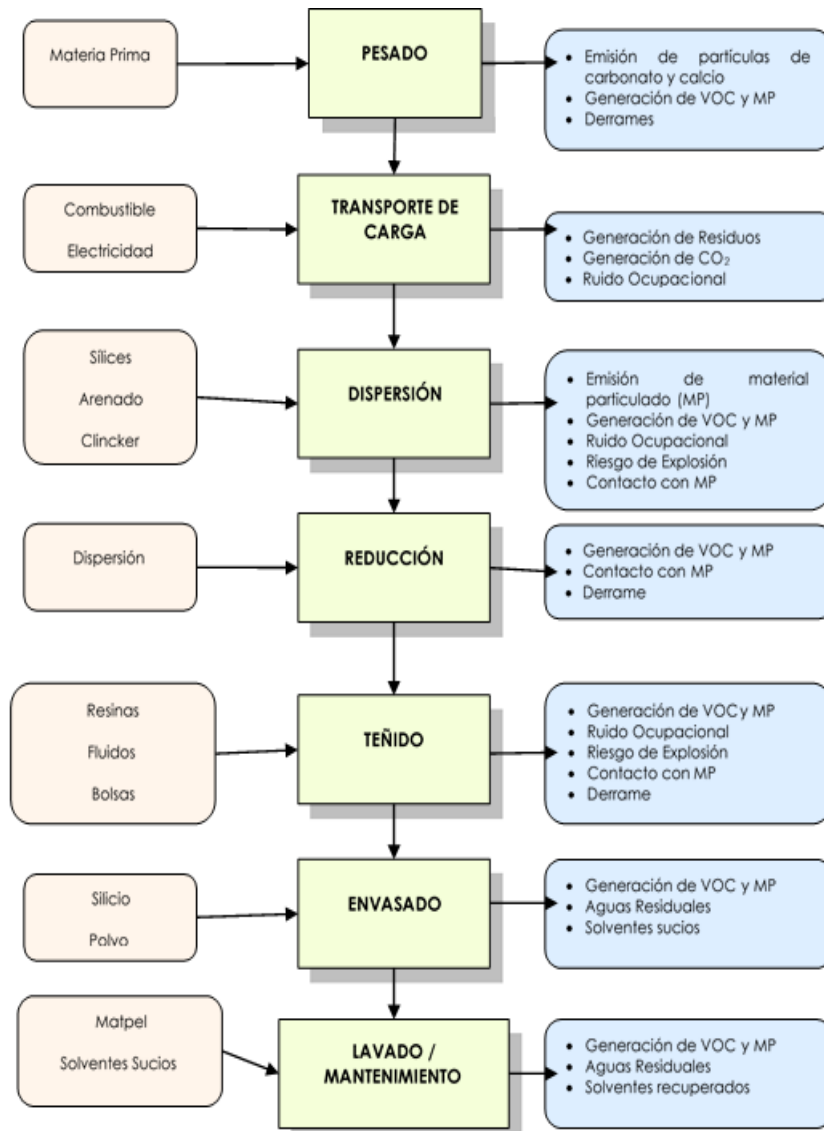 Materia Prima
PESADO
• Emisión de partículas de
carbonato y calcio
• Generación de VOC y MP
• Derrames
Combustible
Electricidad
TRANSPORTE DE
CARGA
• Generación de Residuos
• Generación de CO₂
• Ruido Ocupacional
Sílices
Arenado
Clincker
DISPERSIÓN
• Emisión de material
particulado (MP)
• Generación de VOC y MP
• Ruido Ocupacional
• Riesgo de Explosión
• Contacto con MP
Dispersión
REDUCCIÓN
• Generación de VOC y MP
• Contacto con MP
• Derrame
Resinas
Fluidos
Bolsas
TEÑIDO
• Generación de VOC y MP
• Ruido Ocupacional
• Riesgo de Explosión
• Contacto con MP
• Derrame
Silicio
Polvo
ENVASADO
• Generación de VOC y MP
• Aguas Residuales
• Solventes sucios
Matpel
Solventes Sucios
LAVADO /
MANTENIMIENTO
• Generación de VOC y MP
• Aguas Residuales
• Solventes recuperados